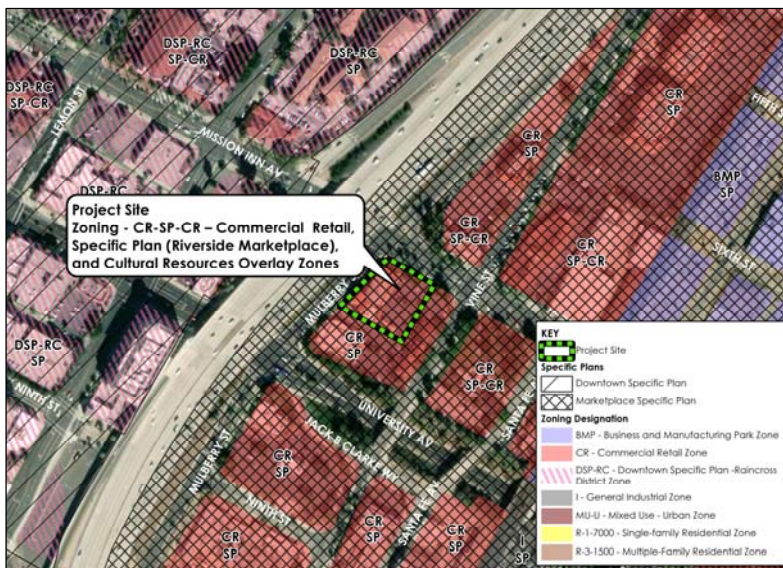 DSP-RC
SP-CR
DSP-RC
SP-CR
DSP-RC
SP
LEMON ST
MISSION INN AV
DSP-RC
CR
SP
CR
SP
FIFTH
BMP
SP
SIXTH ST
Project Site
Zoning - CR-SP-CR – Commercial Retail,
Specific Plan (Riverside Marketplace),
and Cultural Resources Overlay Zones
CR
SP-CR
CR
SP-CR
VINE ST
MULBERRY
CR
SP
DSP-RC
SP
CR
SP-CR
NINTH ST
UNIVERSITY AV
SANTA FE
JACK B CLARKE WY
MULBERRY ST
CR
SP
NINTH ST
CR
SP
CR
SP
SANTA FE AV
CR
SP
I
SP
KEY
Project Site
Specific Plans
Downtown Specific Plan
Marketplace Specific Plan
Zoning Designation
BMP - Business and Manufacturing Park Zone
CR - Commercial Retail Zone
DSP-RC - Downtown Specific Plan -Raincross
District Zone
I - General Industrial Zone
MU-U - Mixed Use - Urban Zone
R-1-7000 - Single-family Residential Zone
R-3-1500 - Multiple-Family Residential Zone